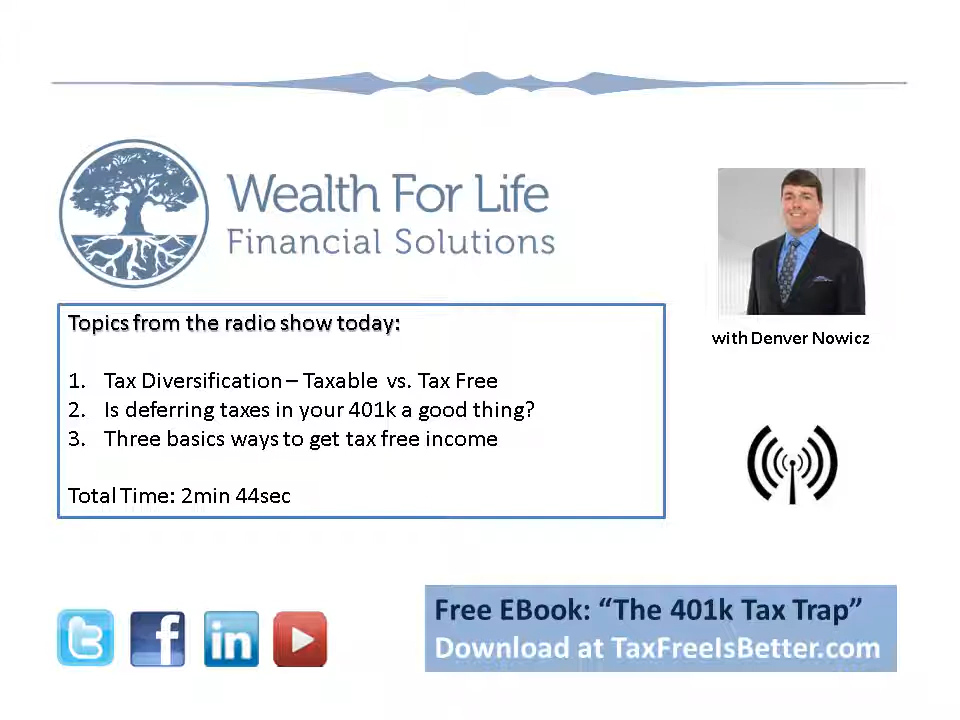 Wealth For Life
Financial Solutions
with Denver Nowicz
Topics from the radio show today:
1. Tax Diversification – Taxable vs. Tax Free
2. Is deferring taxes in your 401k a good thing?
3. Three basics ways to get tax free income
Total Time: 2min 44sec
Free EBook: “The 401k Tax Trap”
Download at TaxFreeIsBetter.com